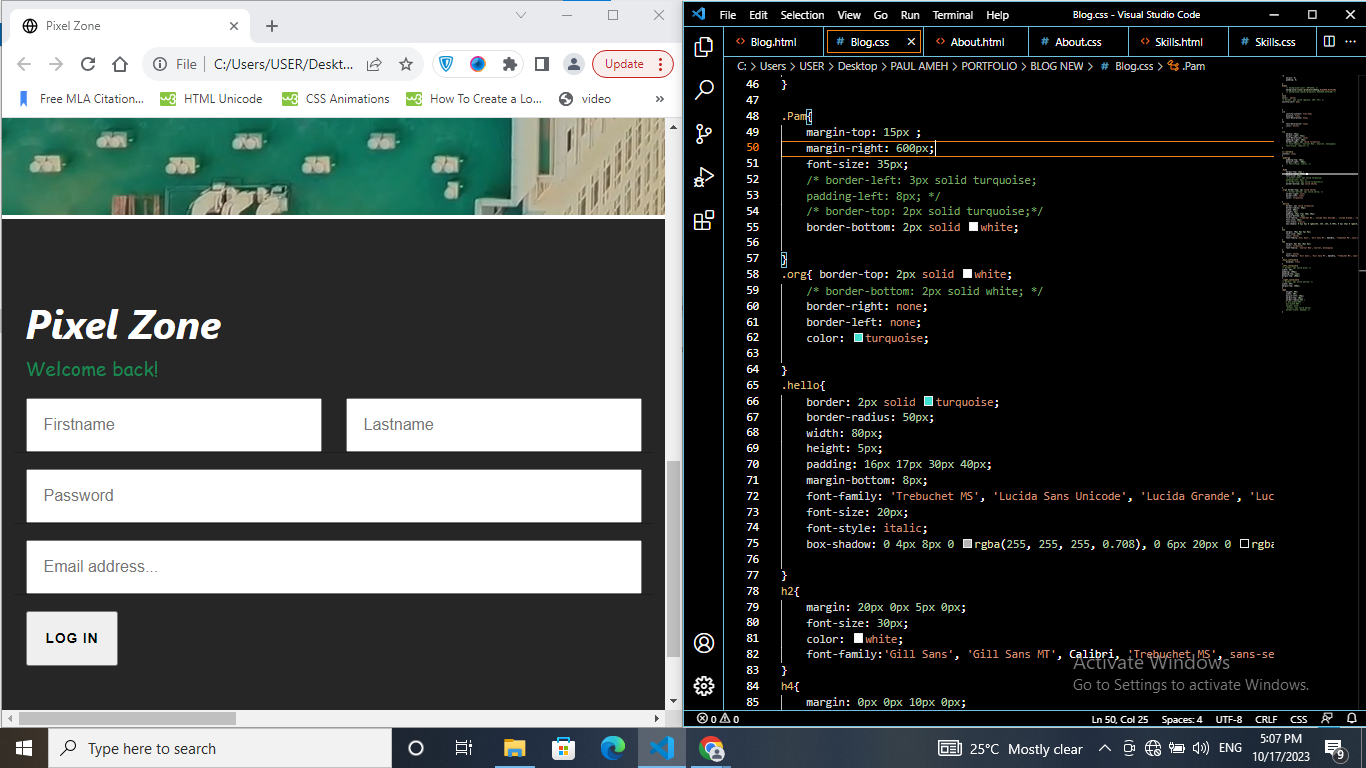 Pixel Zone
File
C:/Users/USER/Deskt...
Update
Free MLA Citation...
HTML Unicode
CSS Animations
How To Create a Lo...
video
»
Pixel Zone
Welcome back!
Firstname
Lastname
Password
Email address...
LOG IN
File Edit Selection View Go Run Terminal Help
Blog.css - Visual Studio Code
Blog.html
# Blog.css
About.html
# About.css
Skills.html
# Skills.css
C: > Users > USER > Desktop > PAUL AMEH > PORTFOLIO > BLOG NEW > # Blog.css > .Pam
46 }
47
48 .Pam{
49 margin-top: 15px ;
50 margin-right: 600px;
51 font-size: 35px;
52 /* border-left: 3px solid turquoise;
53 padding-left: 8px; */
54 /* border-top: 2px solid turquoise;*/
55 border-bottom: 2px solid white;
56
57 }
58 .org{ border-top: 2px solid white;
59 /* border-bottom: 2px solid white; */
60 border-right: none;
61 border-left: none;
62 color: turquoise;
63
64 }
65 .hello{
66 border: 2px solid turquoise;
67 border-radius: 50px;
68 width: 80px;
69 height: 5px;
70 padding: 16px 17px 30px 40px;
71 margin-bottom: 8px;
72 font-family: 'Trebuchet MS', 'Lucida Sans Unicode', 'Lucida Grande', 'Luc
73 font-size: 20px;
74 font-style: italic;
75 box-shadow: 0 4px 8px 0 rgba(255, 255, 255, 0.708), 0 6px 20px 0 rgba
76
77 }
78 h2{
79 margin: 20px 0px 5px 0px;
80 font-size: 30px;
81 color: white;
82 font-family:'Gill Sans', 'Gill Sans MT', Calibri, 'Trebuchet MS', sans-se
83 }
84 h4{
85 margin: 0px 0px 10px 0px;
Activate Windows
Go to Settings to activate Windows.
0 0
Ln 50, Col 25 Spaces: 4 UTF-8 CRLF CSS
Type here to search
25°C Mostly clear
ENG
5:07 PM
10/17/2023
9